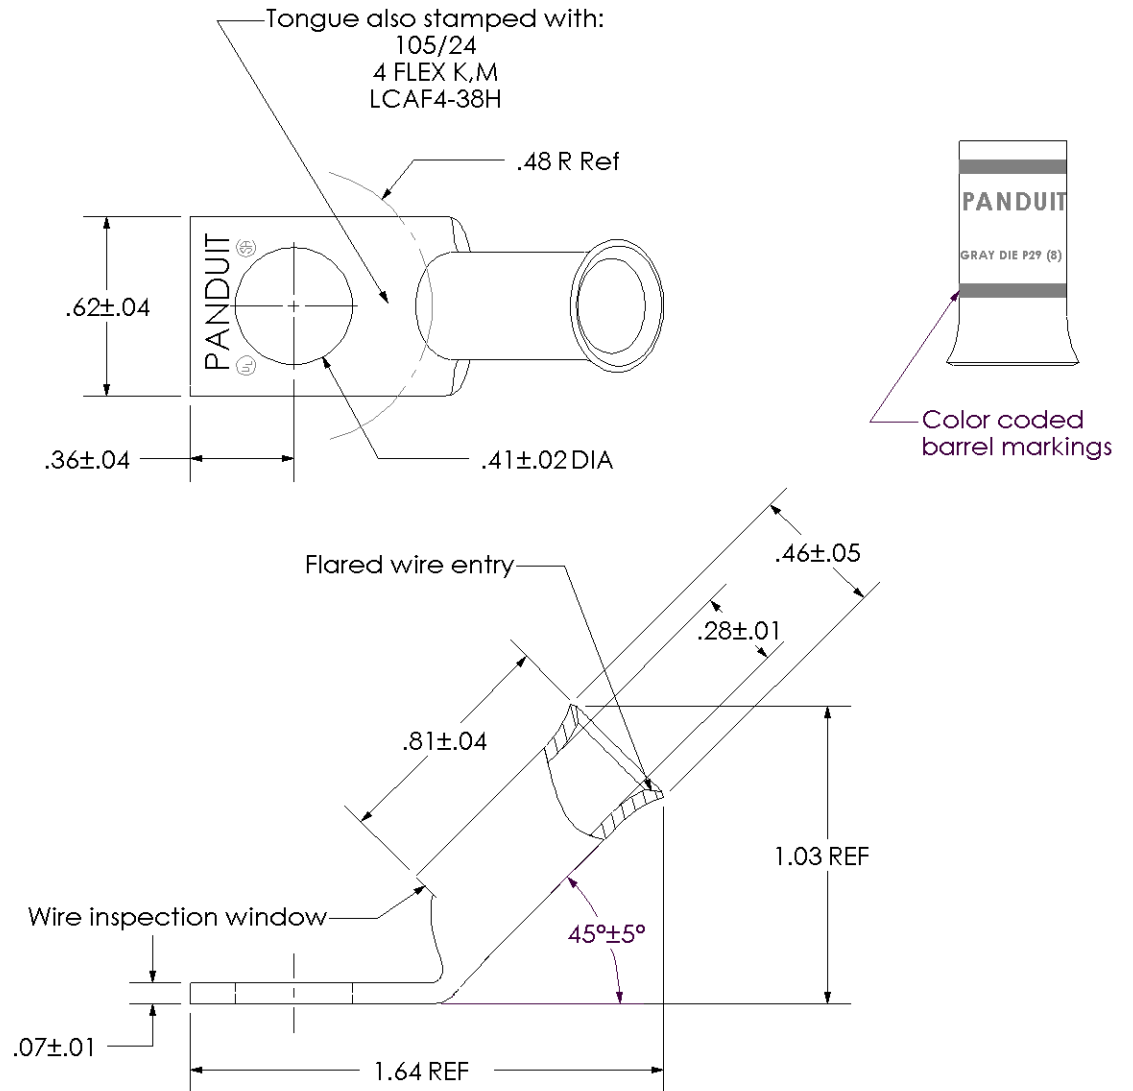 Tongue also stamped with:
105/24
4 FLEX K,M
LCAF4-38H
.48 R Ref
PANDUIT
GRAY DIE P29 (8)
Color coded
barrel markings
PANDUIT
SA
UL
.62±.04
.36±.04
.41±.02 DIA
Flared wire entry
.46±.05
.28±.01
.81±.04
1.03 REF
Wire inspection window
45°±5°
.07±.01
1.64 REF